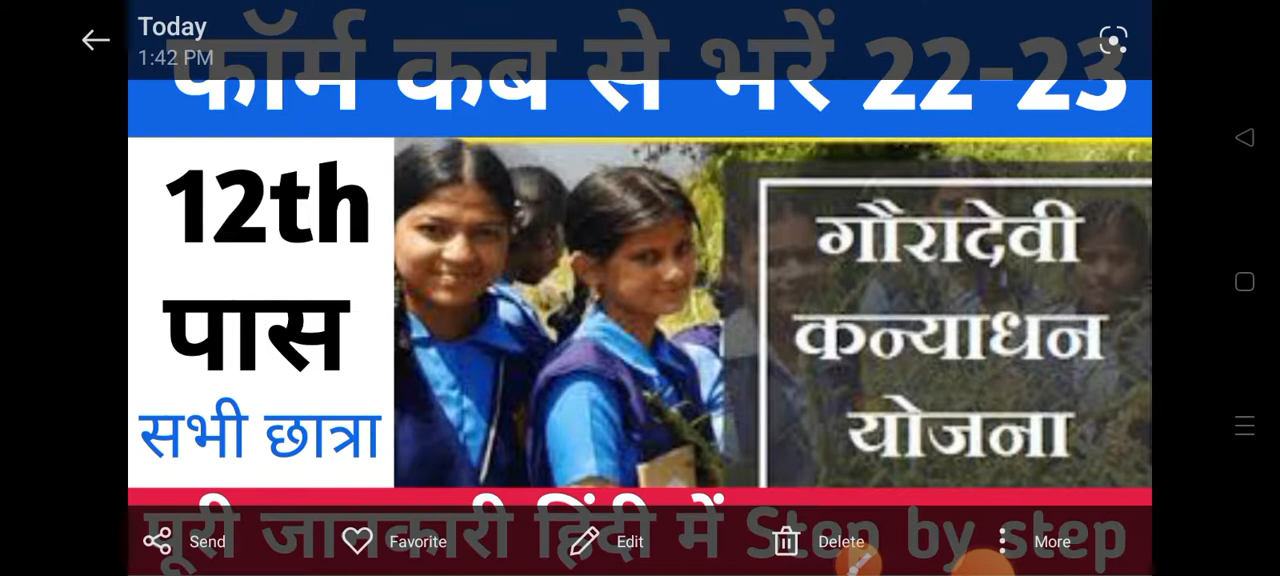 Today
1:42 PM
फॉर्म कब से भरें 22-23
12th
पास
सभी छात्रा
गौरादेवी
कन्याधन
योजना
पूरी जानकारी हिंदी में Step by step
Send
Favorite
Edit
Delete
More